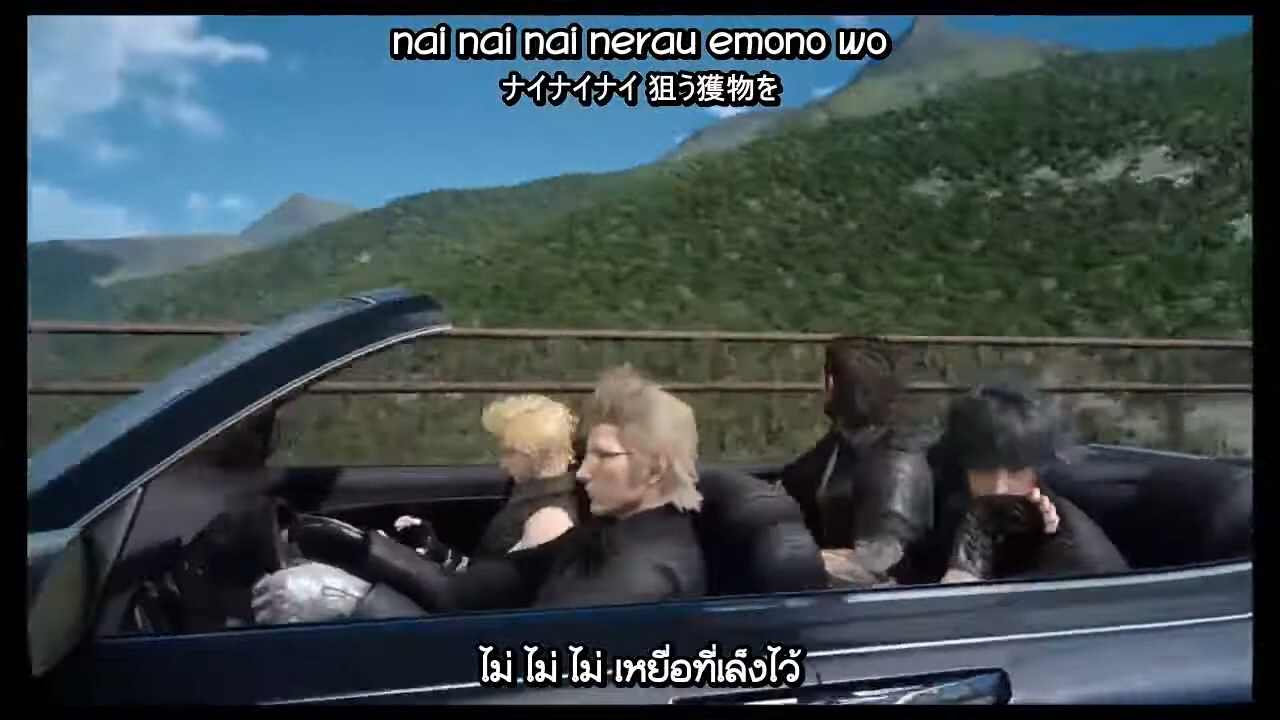 nai nai nai nerau emono wo
ナイナイナイ 狙う獲物を
ไม่ ไม่ ไม่ เหยื่อที่เล็งไว้